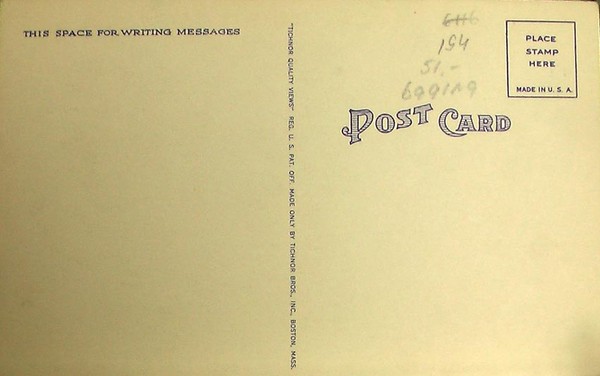 THIS SPACE FOR WRITING MESSAGES
"TICHNOR QUALITY VIEWS" REG. U. S. PAT. OFF. MADE ONLY BY TICHNOR BROS., INC., BOSTON, MASS.
154
51,-
POST CARD
PLACE
STAMP
HERE
MADE IN U. S. A.